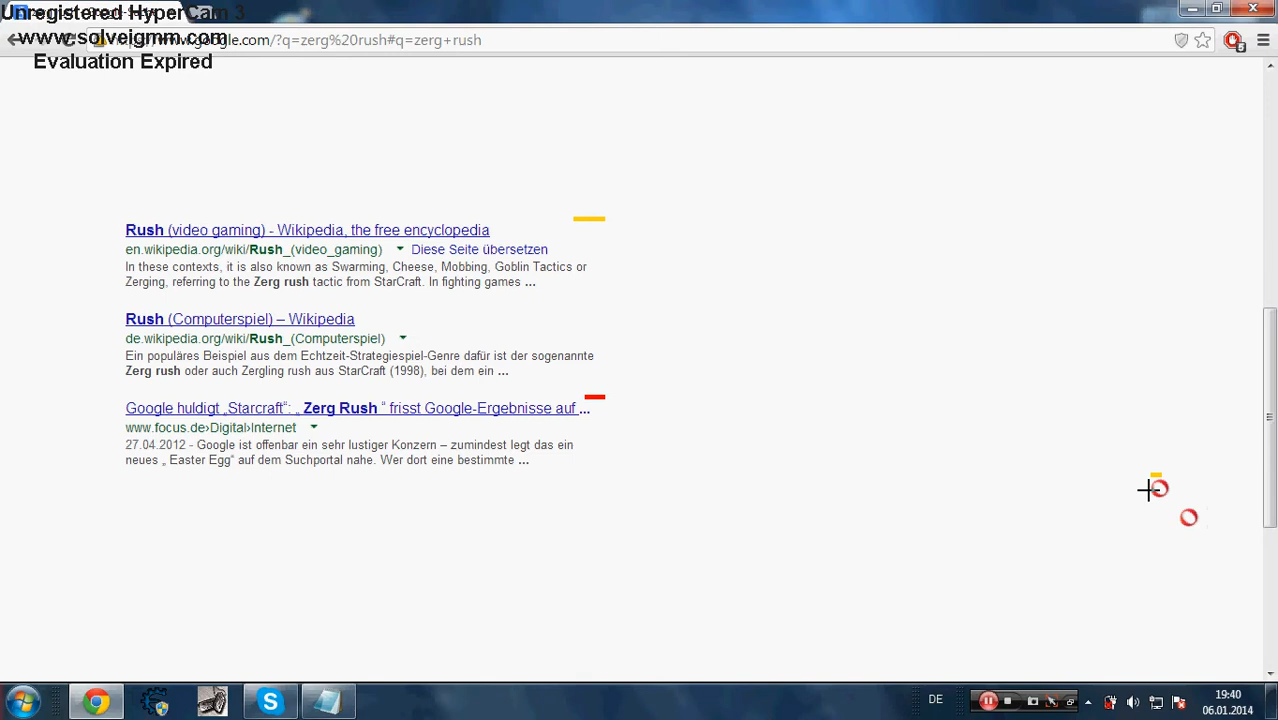 Unregistered HyperCam 3
www.solveigmm.com
Evaluation Expired
www.google.com/?q=zerg%20rush#q=zerg+rush
5
Rush (video gaming) - Wikipedia, the free encyclopedia
en.wikipedia.org/wiki/Rush_(video_gaming) Diese Seite übersetzen
In these contexts, it is also known as Swarming, Cheese, Mobbing, Goblin Tactics or
Zerging, referring to the Zerg rush tactic from StarCraft. In fighting games ...
Rush (Computerspiel) – Wikipedia
de.wikipedia.org/wiki/Rush_(Computerspiel)
Ein populäres Beispiel aus dem Echtzeit-Strategiespiel-Genre dafür ist der sogenannte
Zerg rush oder auch Zergling rush aus StarCraft (1998), bei dem ein ...
Google huldigt „Starcraft“: „ Zerg Rush “ frisst Google-Ergebnisse auf ...
www.focus.de›Digital›Internet
27.04.2012 - Google ist offenbar ein sehr lustiger Konzern – zumindest legt das ein
neues „ Easter Egg“ auf dem Suchportal nahe. Wer dort eine bestimmte ...
DE
19:40
06.01.2014